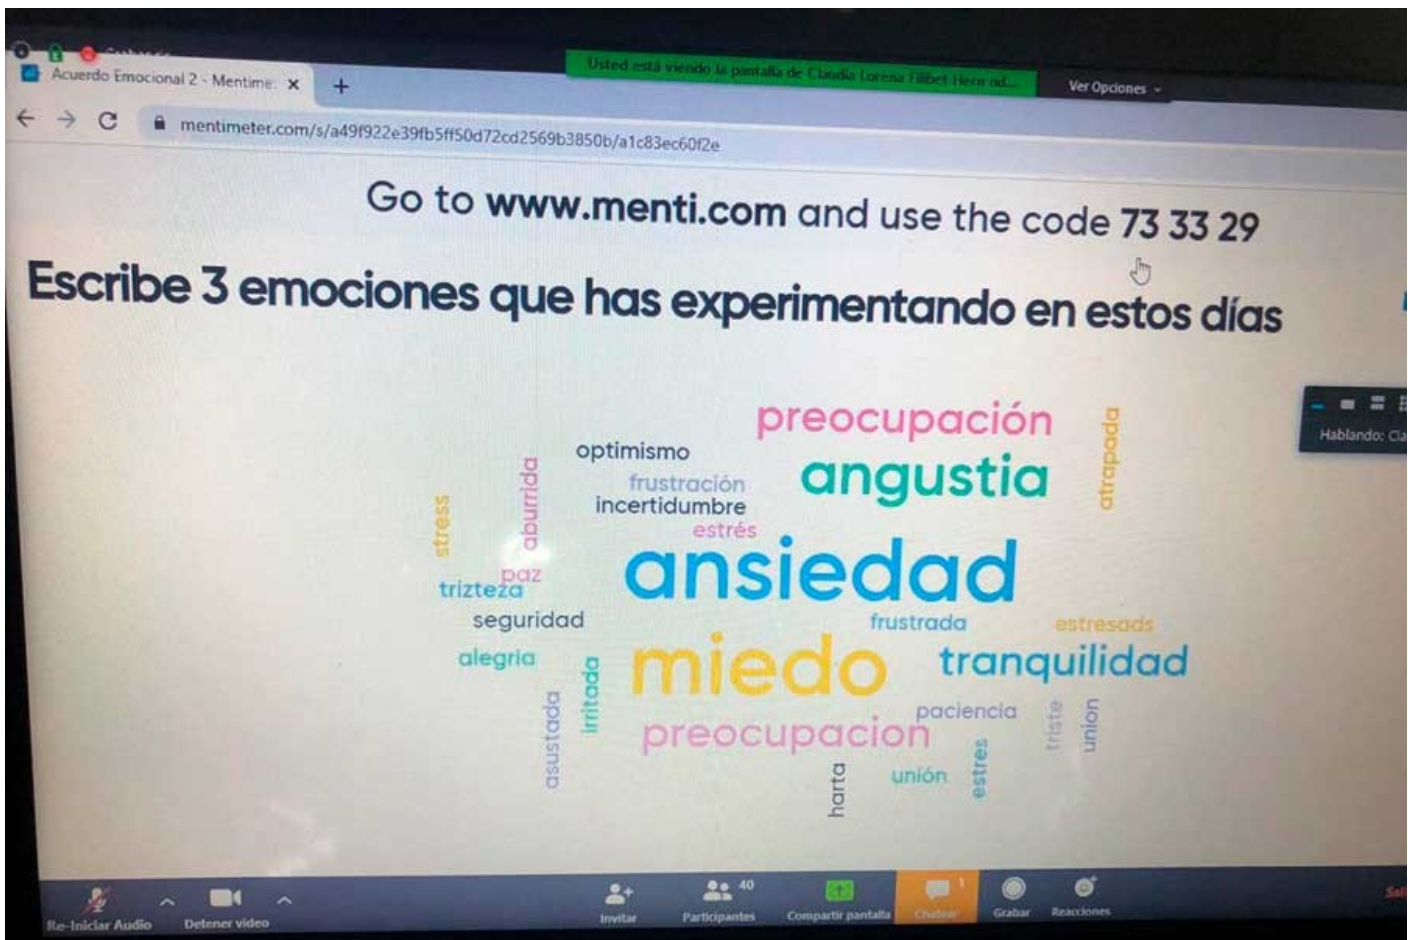 Acuerdo Emocional 2 - Mentime
Usted está viendo la pantalla de Claudia Lorena Filibet Hern nd...
Ver Opciones
mentimeter.com/s/a49f922e39fb5ff50d72cd2569b3850b/a1c83ec60f2e
Go to www.menti.com and use the code 73 33 29
Escribe 3 emociones que has experimentando en estos días
Hablando: Cla
preocupación
atrapada
optimismo
angustia
aburrida
frustración
stress
incertidumbre
estrés
ansiedad
paz
trizteza
seguridad
frustrada
estresads
alegria
irritada
miedo
tranquilidad
asustada
paciencia
triste
union
preocupacion
harta
unión
estres
40
1
Re-Iniciar Audio
Detener video
Invitar
Participantes
Compartir pantalla
Grabar
Reacciones